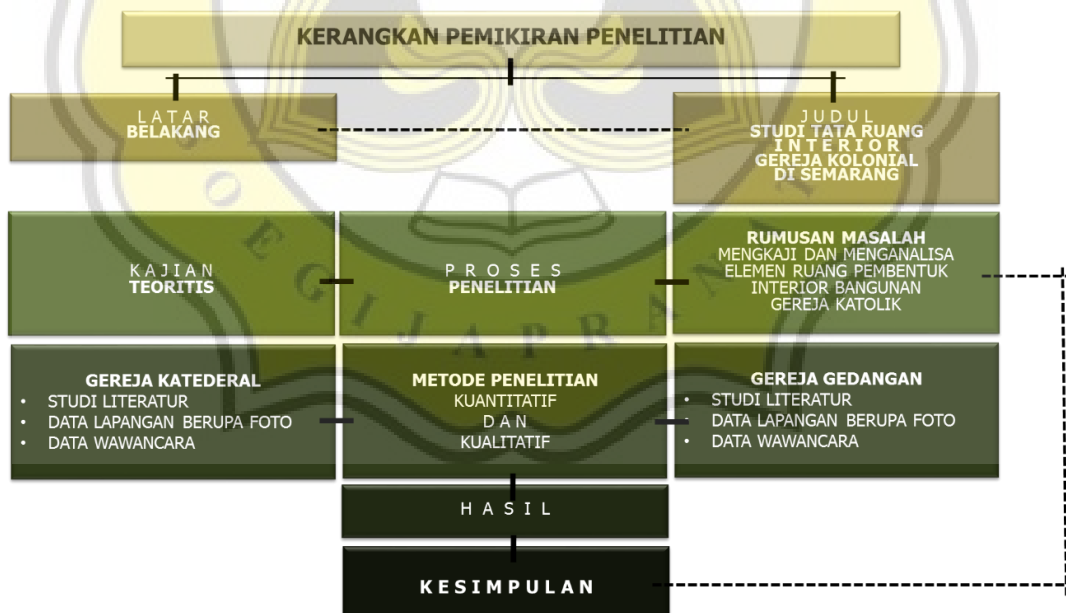 KERANGKAN PEMIKIRAN PENELITIAN
LATAR
BELAKANG
JUDUL
STUDI TATA RUANG
INTERIOR
GEREJA KOLONIAL
DI SEMARANG
KAJIAN
TEORITIS
PROSES
PENELITIAN
RUMUSAN MASALAH
MENGKAJI DAN MENGANALISA
ELEMEN RUANG PEMBENTUK
INTERIOR BANGUNAN
GEREJA KATOLIK
GEREJA KATEDERAL
• STUDI LITERATUR
• DATA LAPANGAN BERUPA FOTO
• DATA WAWANCARA
METODE PENELITIAN
KUANTITATIF
DAN
KUALITATIF
GEREJA GEDANGAN
• STUDI LITERATUR
• DATA LAPANGAN BERUPA FOTO
• DATA WAWANCARA
HASIL
KESIMPULAN
SOEGIJAPRANAT